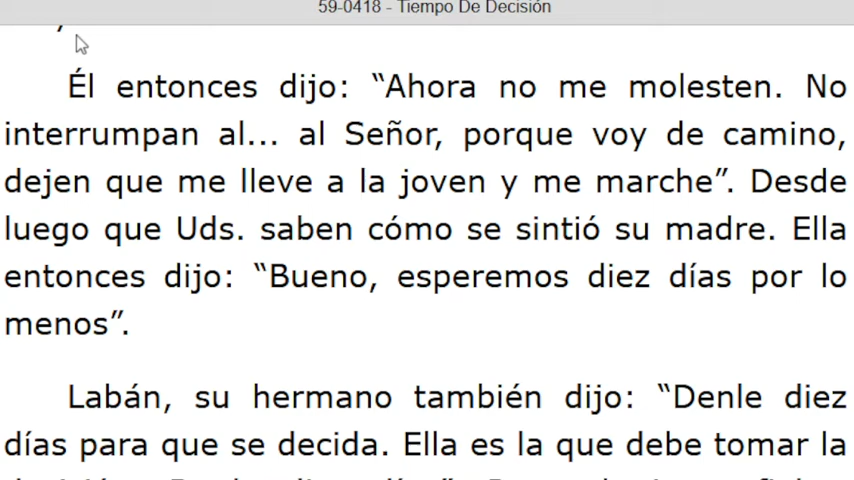 59-0418 - Tiempo De Decisión
Él entonces dijo: “Ahora no me molesten. No
interrumpan al... al Señor, porque voy de camino,
dejen que me lleve a la joven y me marche”. Desde
luego que Uds. saben cómo se sintió su madre. Ella
entonces dijo: “Bueno, esperemos diez días por lo
menos”.
Labán, su hermano también dijo: “Denle diez
días para que se decida. Ella es la que debe tomar la